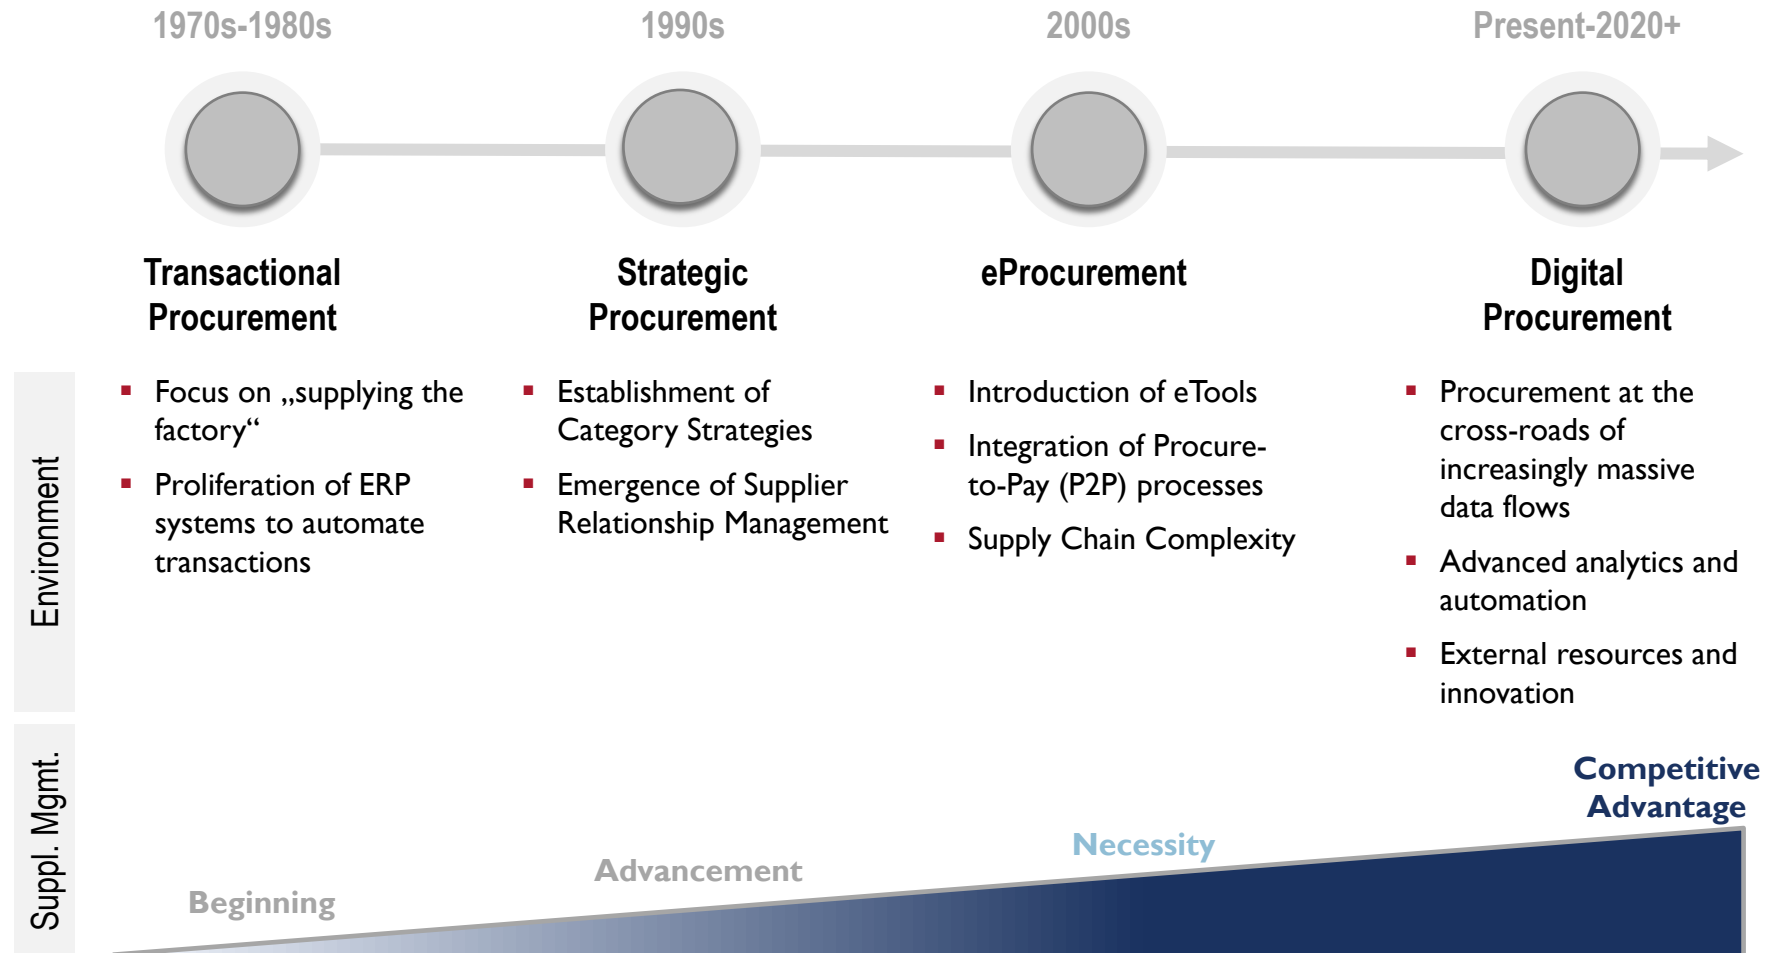 1970s-1980s
1990s
2000s
Present-2020+
Transactional
Procurement
Strategic
Procurement
eProcurement
Digital
Procurement
Environment
▪ Focus on „supplying the
factory“
▪ Proliferation of ERP
systems to automate
transactions
▪ Establishment of
Category Strategies
▪ Emergence of Supplier
Relationship Management
▪ Introduction of eTools
▪ Integration of Procure-
to-Pay (P2P) processes
▪ Supply Chain Complexity
▪ Procurement at the
cross-roads of
increasingly massive
data flows
▪ Advanced analytics and
automation
▪ External resources and
innovation
Suppl. Mgmt.
Beginning
Advancement
Necessity
Competitive
Advantage